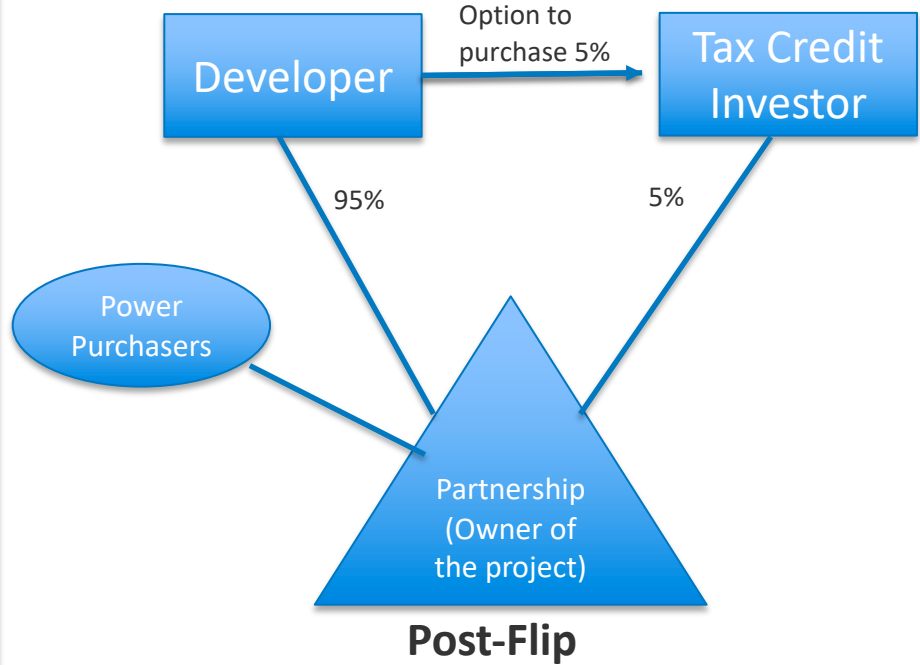 Developer
Option to
purchase 5%
Tax Credit
Investor
95%
5%
Power
Purchasers
Partnership
(Owner of
the project)
Post-Flip